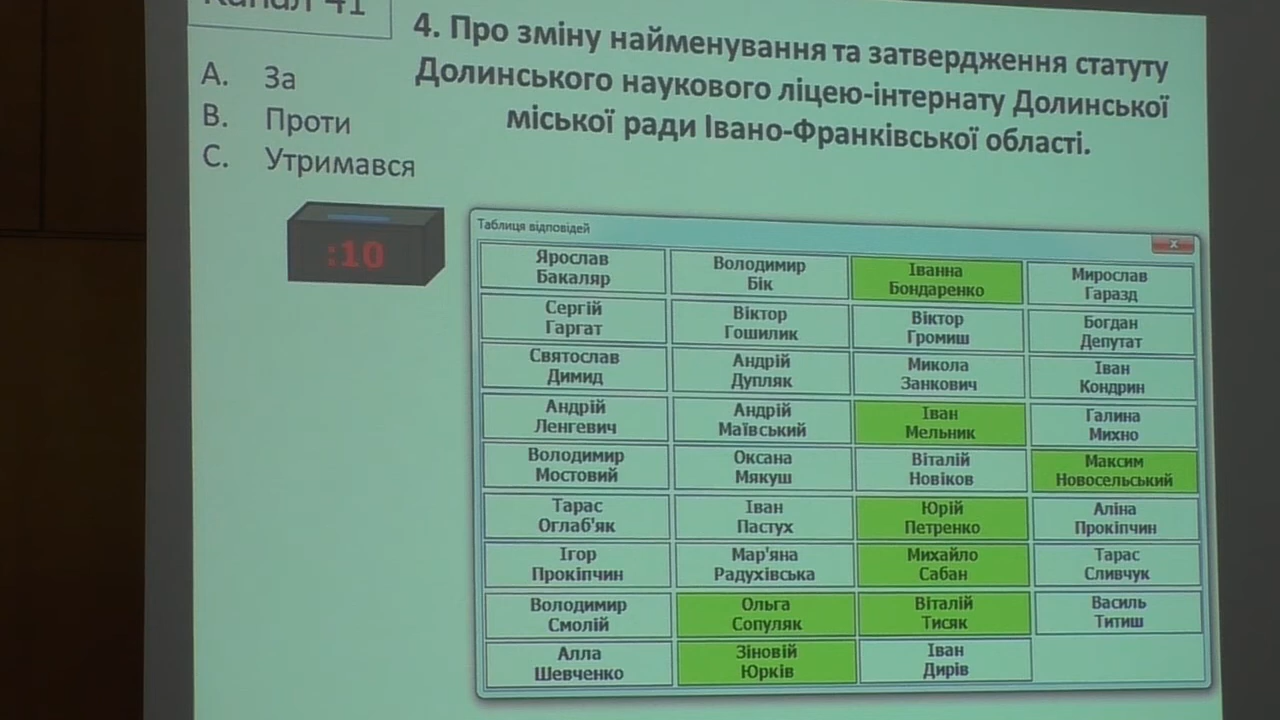 Канал 41
4. Про зміну найменування та затвердження статуту
Долинського наукового ліцею-інтернату Долинської
міської ради Івано-Франківської області.
A. За
B. Проти
C. Утримався
:10
Таблиця відповідей
x
Ярослав Бакаляр
Володимир Бік
Іванна Бондаренко
Мирослав Гаразд
Сергій Гаргат
Віктор Гошилик
Віктор Громиш
Богдан Депутат
Святослав Димид
Андрій Дупляк
Микола Занкович
Іван Кондрин
Андрій Ленгевич
Андрій Маївський
Іван Мельник
Галина Михно
Володимир Мостовий
Оксана Мякуш
Віталій Новіков
Максим Новосельський
Тарас Оглаб'як
Іван Пастух
Юрій Петренко
Аліна Прокіпчин
Ігор Прокіпчин
Мар'яна Радухівська
Михайло Сабан
Тарас Сливчук
Володимир Смолій
Ольга Сопуляк
Віталій Тисяк
Василь Титиш
Алла Шевченко
Зіновій Юрків
Іван Дирів